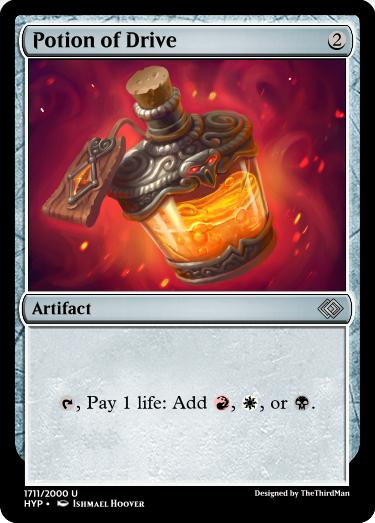 Potion of Drive 2
Artifact
, Pay 1 life: Add , , or .
1711/2000 U Designed by TheThirdMan
HYP • Ishmael Hoover